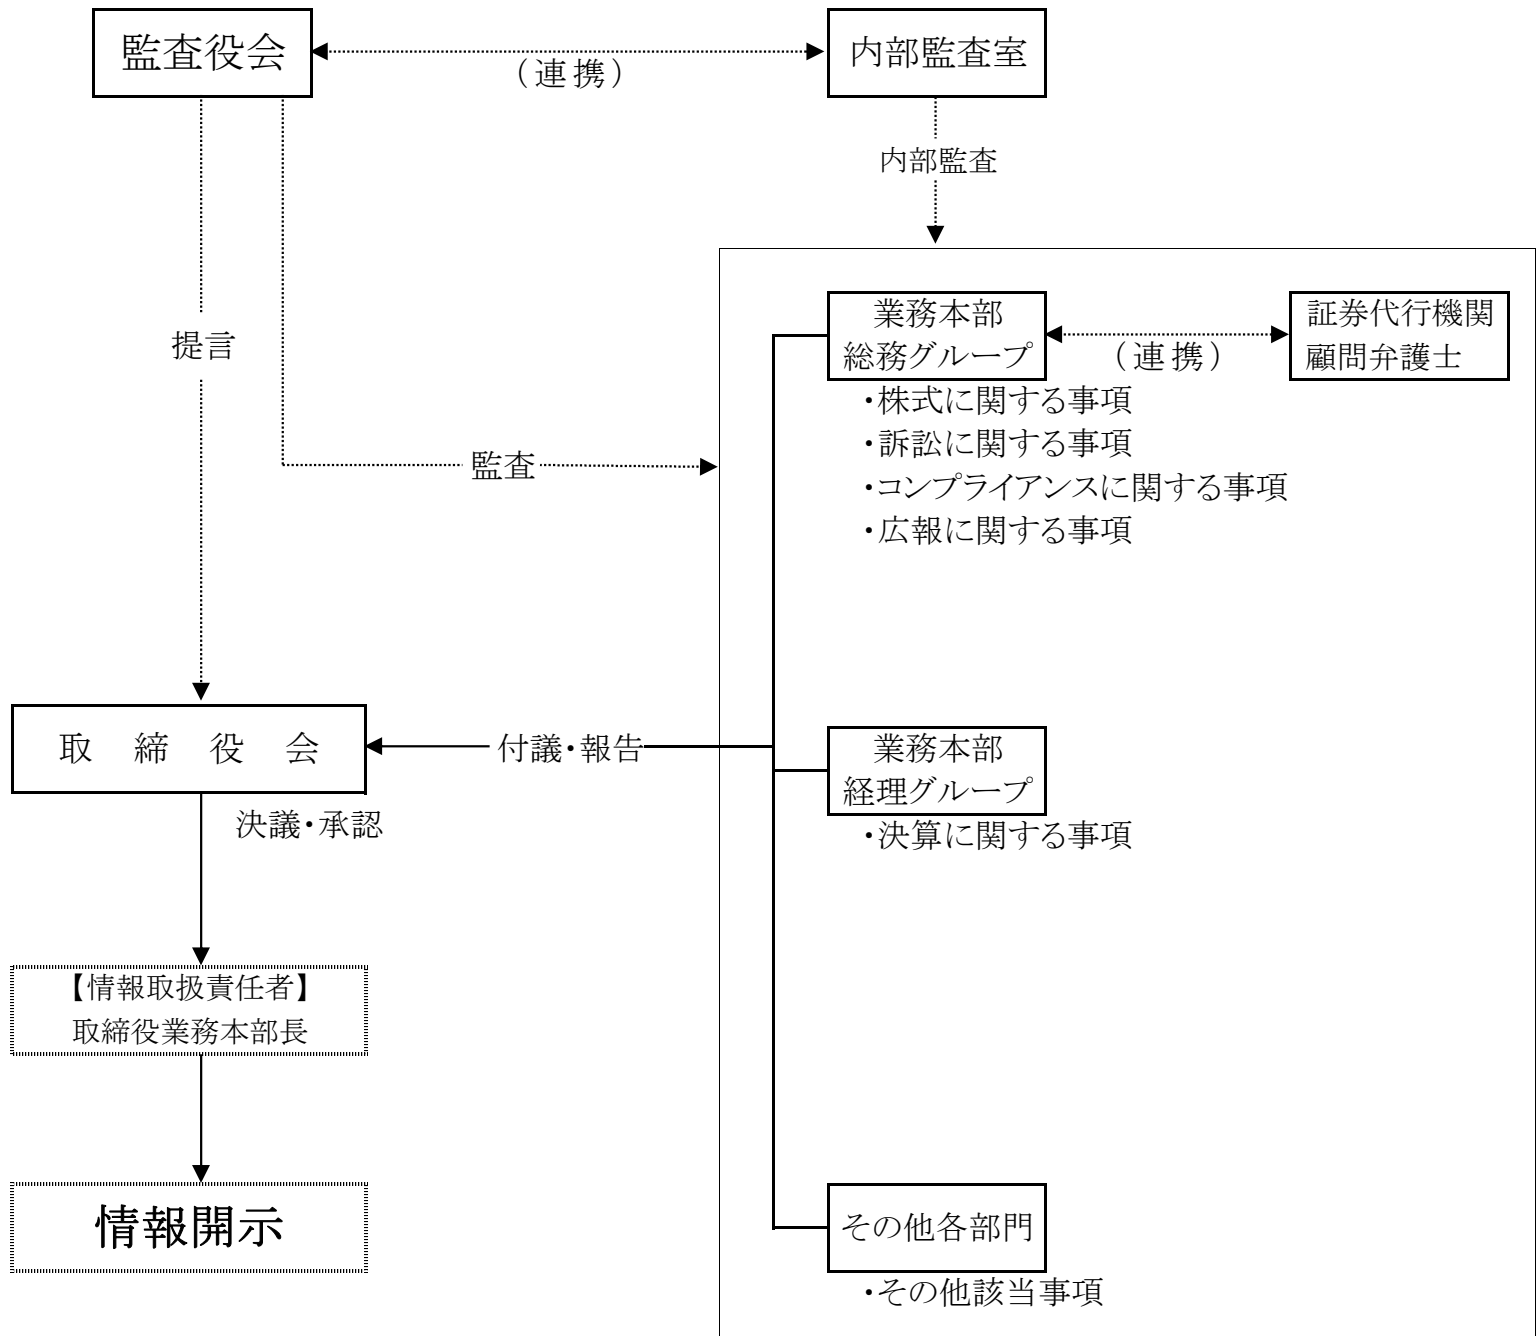 監査役会
(連携)
内部監査室
内部監査
提言
監査
業務本部
総務グループ
(連携)
証券代行機関
顧問弁護士
・株式に関する事項
・訴訟に関する事項
・コンプライアンスに関する事項
・広報に関する事項
取締役会
付議・報告
業務本部
経理グループ
・決算に関する事項
決議・承認
【情報取扱責任者】
取締役業務本部長
情報開示
その他各部門
・その他該当事項